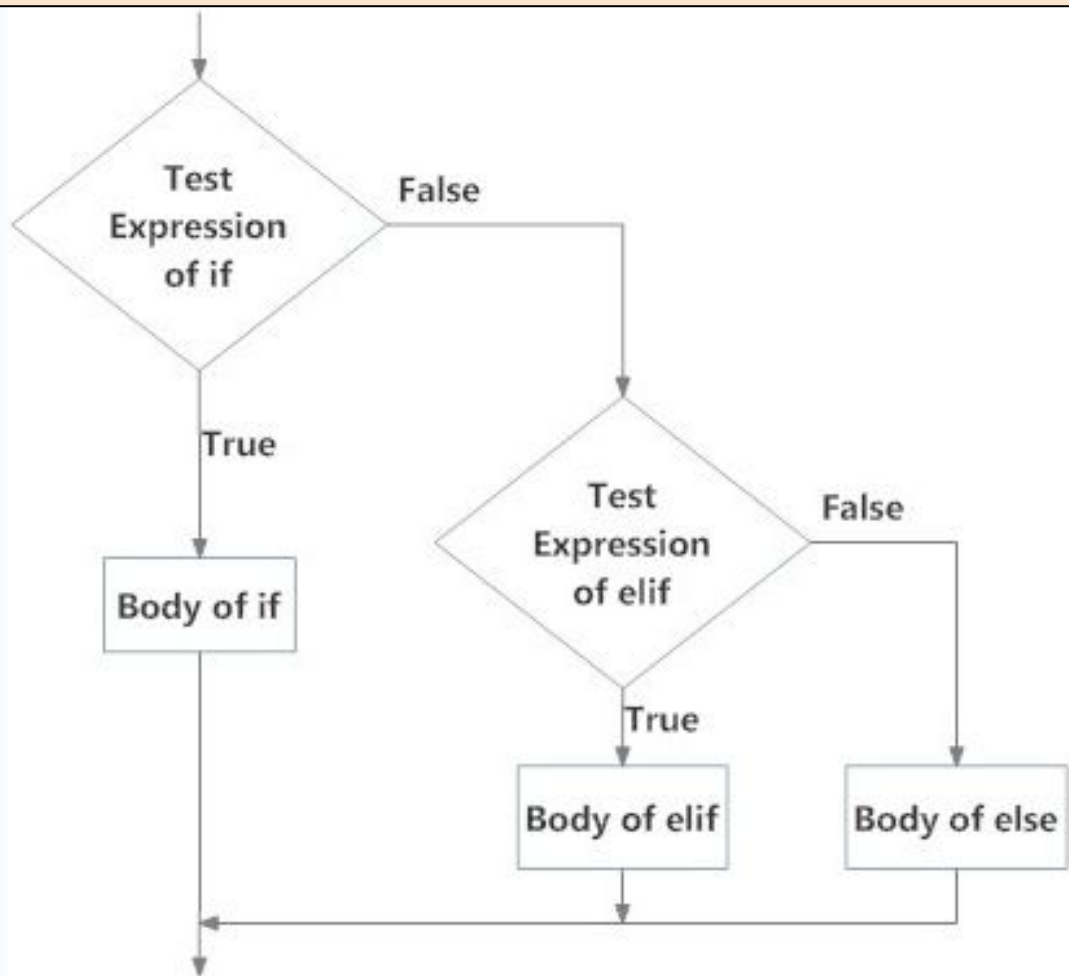 Test
Expression
of if
False
True
Body of if
Test
Expression
of elif
False
True
Body of elif
Body of else